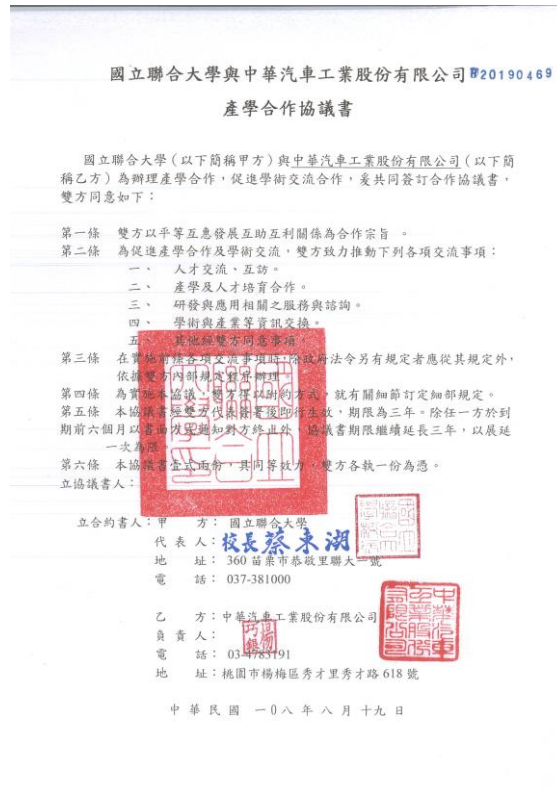 國立聯合大學與中華汽車工業股份有限公司 B20190469
產學合作協議書
國立聯合大學(以下簡稱甲方)與中華汽車工業股份有限公司(以下簡
稱乙方)為辦理產學合作,促進學術交流合作,爰共同簽訂合作協議書,
雙方同意如下:
第一條 雙方以平等互惠發展互助互利關係為合作宗旨 。
第二條 為促進產學合作及學術交流,雙方致力推動下列各項交流事項:
一、 人才交流、互訪。
二、 產學及人才培育合作。
三、 研發與應用相關之服務與諮詢。
四、 學術與產業等資訊交換。
五、 其他經雙方同意事項。
第三條 在實施前揭各項交流事項時,除政府法令另有規定者應從其規定外,
依據雙方內部規定程序辦理。
第四條 為實施本協議,雙方得以附約方式,就有關細節訂定細部規定。
第五條 本協議書經雙方代表簽署後即行生效,期限為三年。除任一方於到
期前六個月以書面方式通知對方終止外,協議書期限繼續延長三年,以展延
一次為限。
第六條 本協議書壹式兩份,具同等效力,雙方各執一份為憑。
立協議書人:
立合約書人:甲 方: 國立聯合大學
代 表 人: 校長蔡東湖
地 址: 360 苗栗市恭敬里聯大一號
電 話: 037-381000
乙 方:中華汽車工業股份有限公司
負 責 人:
電 話: 03-4783191
地 址:桃園市楊梅區秀才里秀才路 618 號
中 華 民 國 一0八 年 八 月 十九 日